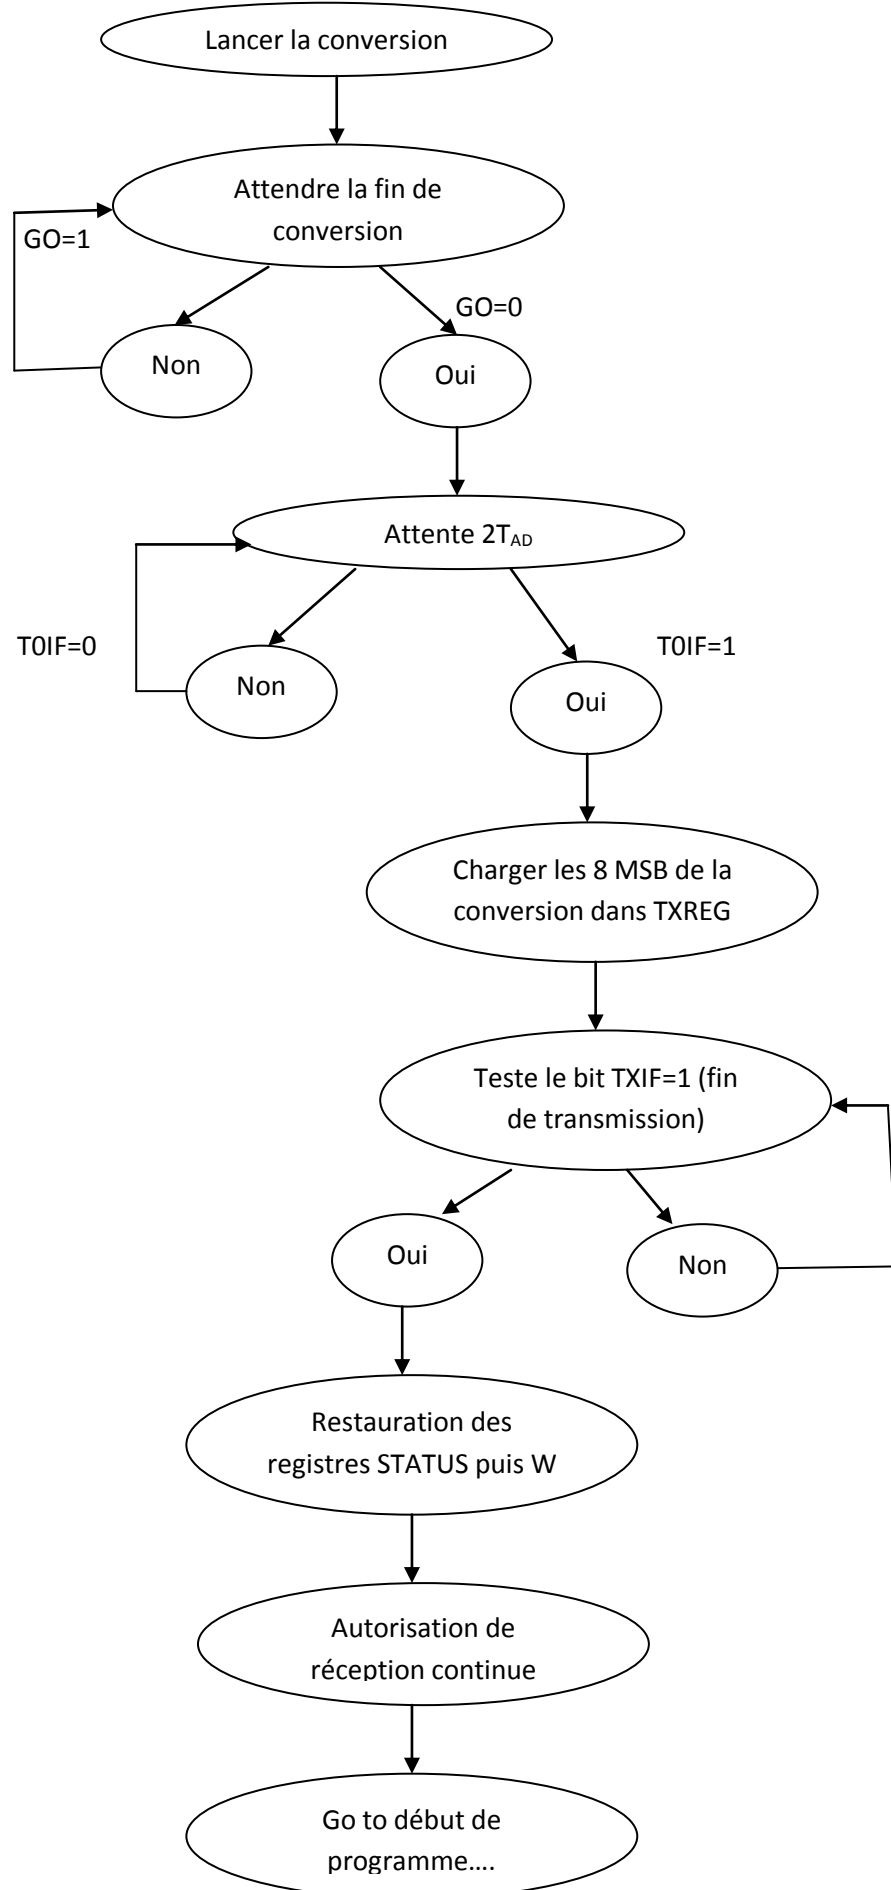 Lancer la conversion
Attendre la fin de
conversion
GO=1
GO=0
Non
Oui
Attente 2TAD
T0IF=0
T0IF=1
Non
Oui
Charger les 8 MSB de la
conversion dans TXREG
Teste le bit TXIF=1 (fin
de transmission)
Oui
Non
Restauration des
registres STATUS puis W
Autorisation de
réception continue
Go to début de
programme....